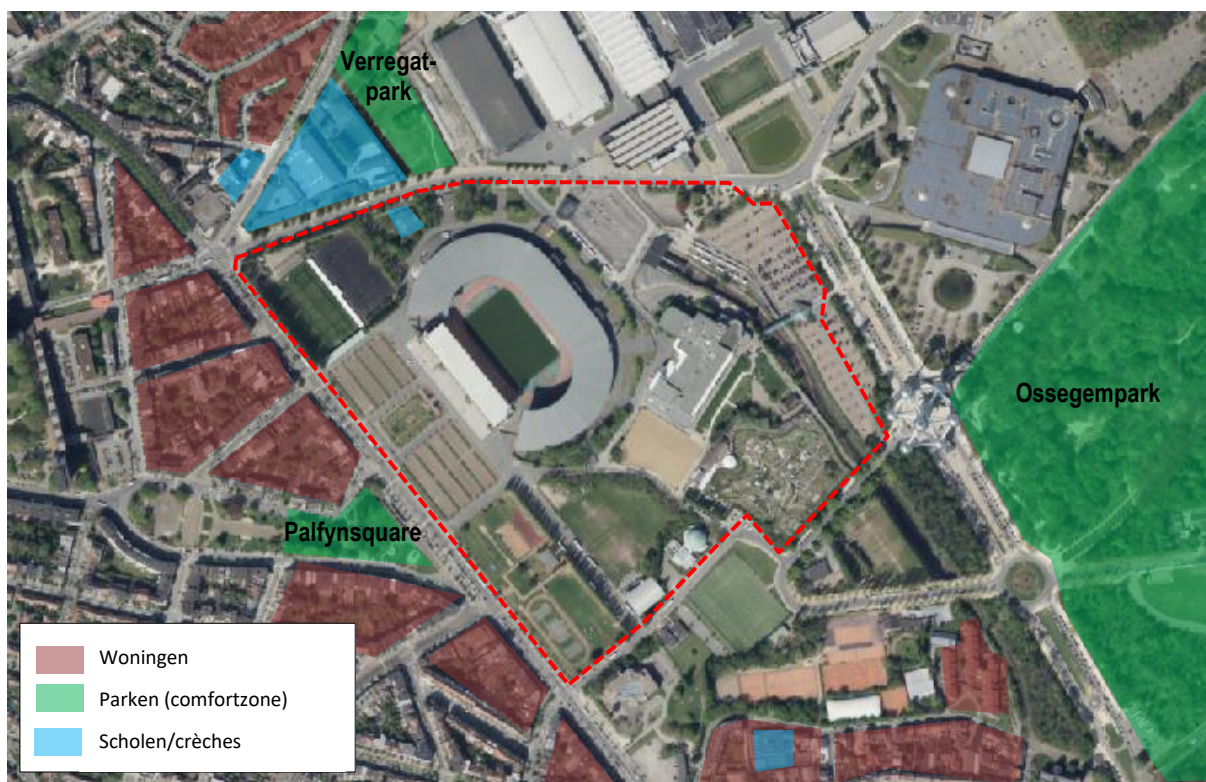 Verregat-
park
Ossegempark
Palfynsquare
Woningen
Parken (comfortzone)
Scholen/crèches